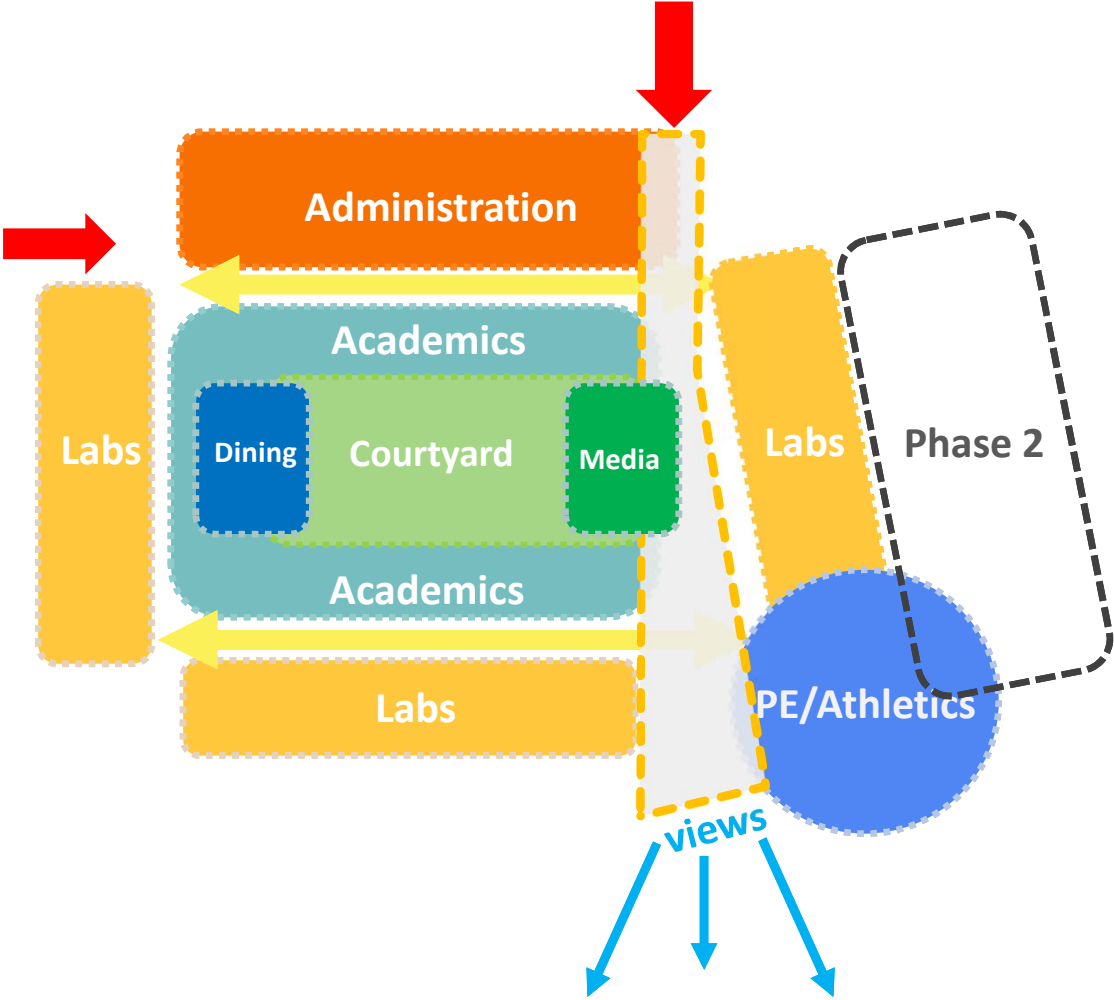 Administration
Academics
Labs
Dining
Courtyard
Media
Labs
Phase 2
Academics
Labs
PE/Athletics
views